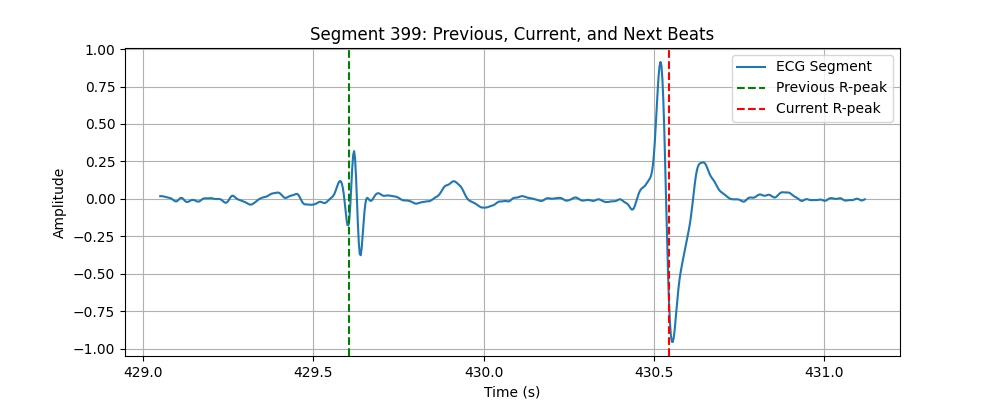 Segment 399: Previous, Current, and Next Beats
1.00
0.75
0.50
0.25
0.00
−0.25
−0.50
−0.75
−1.00
Amplitude
ECG Segment
Previous R-peak
Current R-peak
429.0 429.5 430.0 430.5 431.0
Time (s)